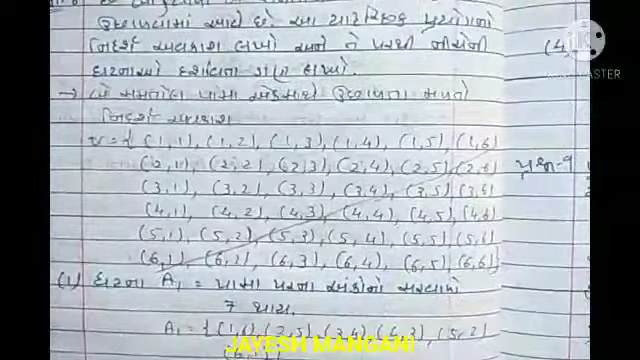 ઉછાળવામાં આવે છે. આ યાદચ્છિક પ્રયોગનો
નિદર્શ અવકાશ લખો અને તે પરથી નીચેની
ઘટનાઓ દર્શાવતા ગણ લખો.
(4)
→ બે સમતોલ પાસા એકસાથે ઉછાળતા મળતો
નિદર્શ અવકાશ
U = { (1,1), (1,2), (1,3), (1,4), (1,5), (1,6)
(2,1), (2,2), (2,3), (2,4), (2,5), (2,6)
(3,1), (3,2), (3,3), (3,4), (3,5), (3,6)
(4,1), (4,2), (4,3), (4,4), (4,5), (4,6)
(5,1), (5,2), (5,3), (5,4), (5,5), (5,6)
(6,1), (6,2), (6,3), (6,4), (6,5), (6,6) }
પ્રશ્ન-૧
(1) ઘટના A₁ = પાસા પરના અંકોનો સરવાળો
7 થાય.
A₁ = { (1,6), (2,5), (3,4), (4,3), (5,2)
KINEMASTER
JAYESH MANGANI